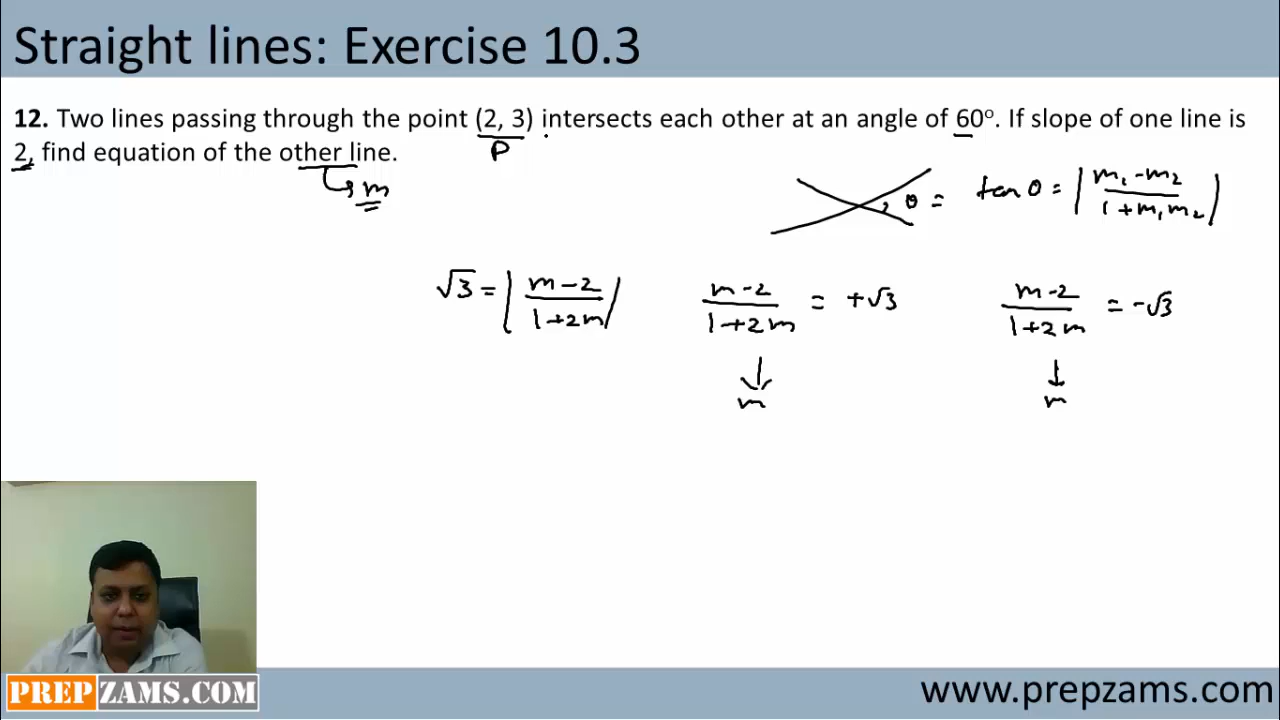 Straight lines: Exercise 10.3
12. Two lines passing through the point (2, 3) intersects each other at an angle of 60°. If slope of one line is
2, find equation of the other line.
P
m
θ =
tan θ = | m₁ - m₂ / 1 + m₁ m₂ |
√3 = | m - 2 / 1 + 2m |
m - 2 / 1 + 2m = +√3
m - 2 / 1 + 2m = -√3
m
m
PREPZAMS.COM
www.prepzams.com